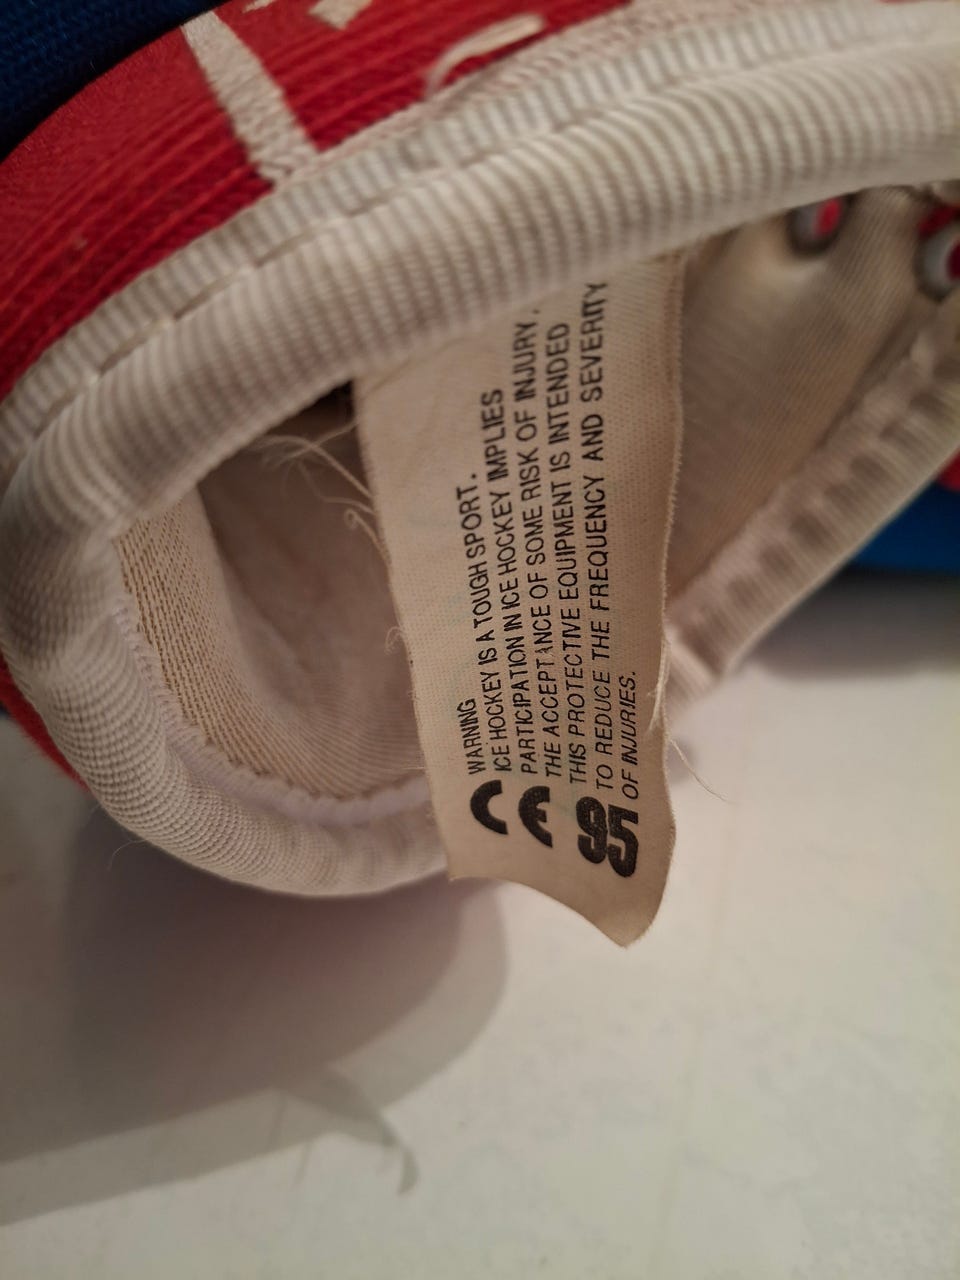 WARNING
ICE HOCKEY IS A TOUGH SPORT.
PARTICIPATION IN ICE HOCKEY IMPLIES
THE ACCEPTANCE OF SOME RISK OF INJURY.
THIS PROTECTIVE EQUIPMENT IS INTENDED
TO REDUCE THE FREQUENCY AND SEVERITY
OF INJURIES.
CE
95